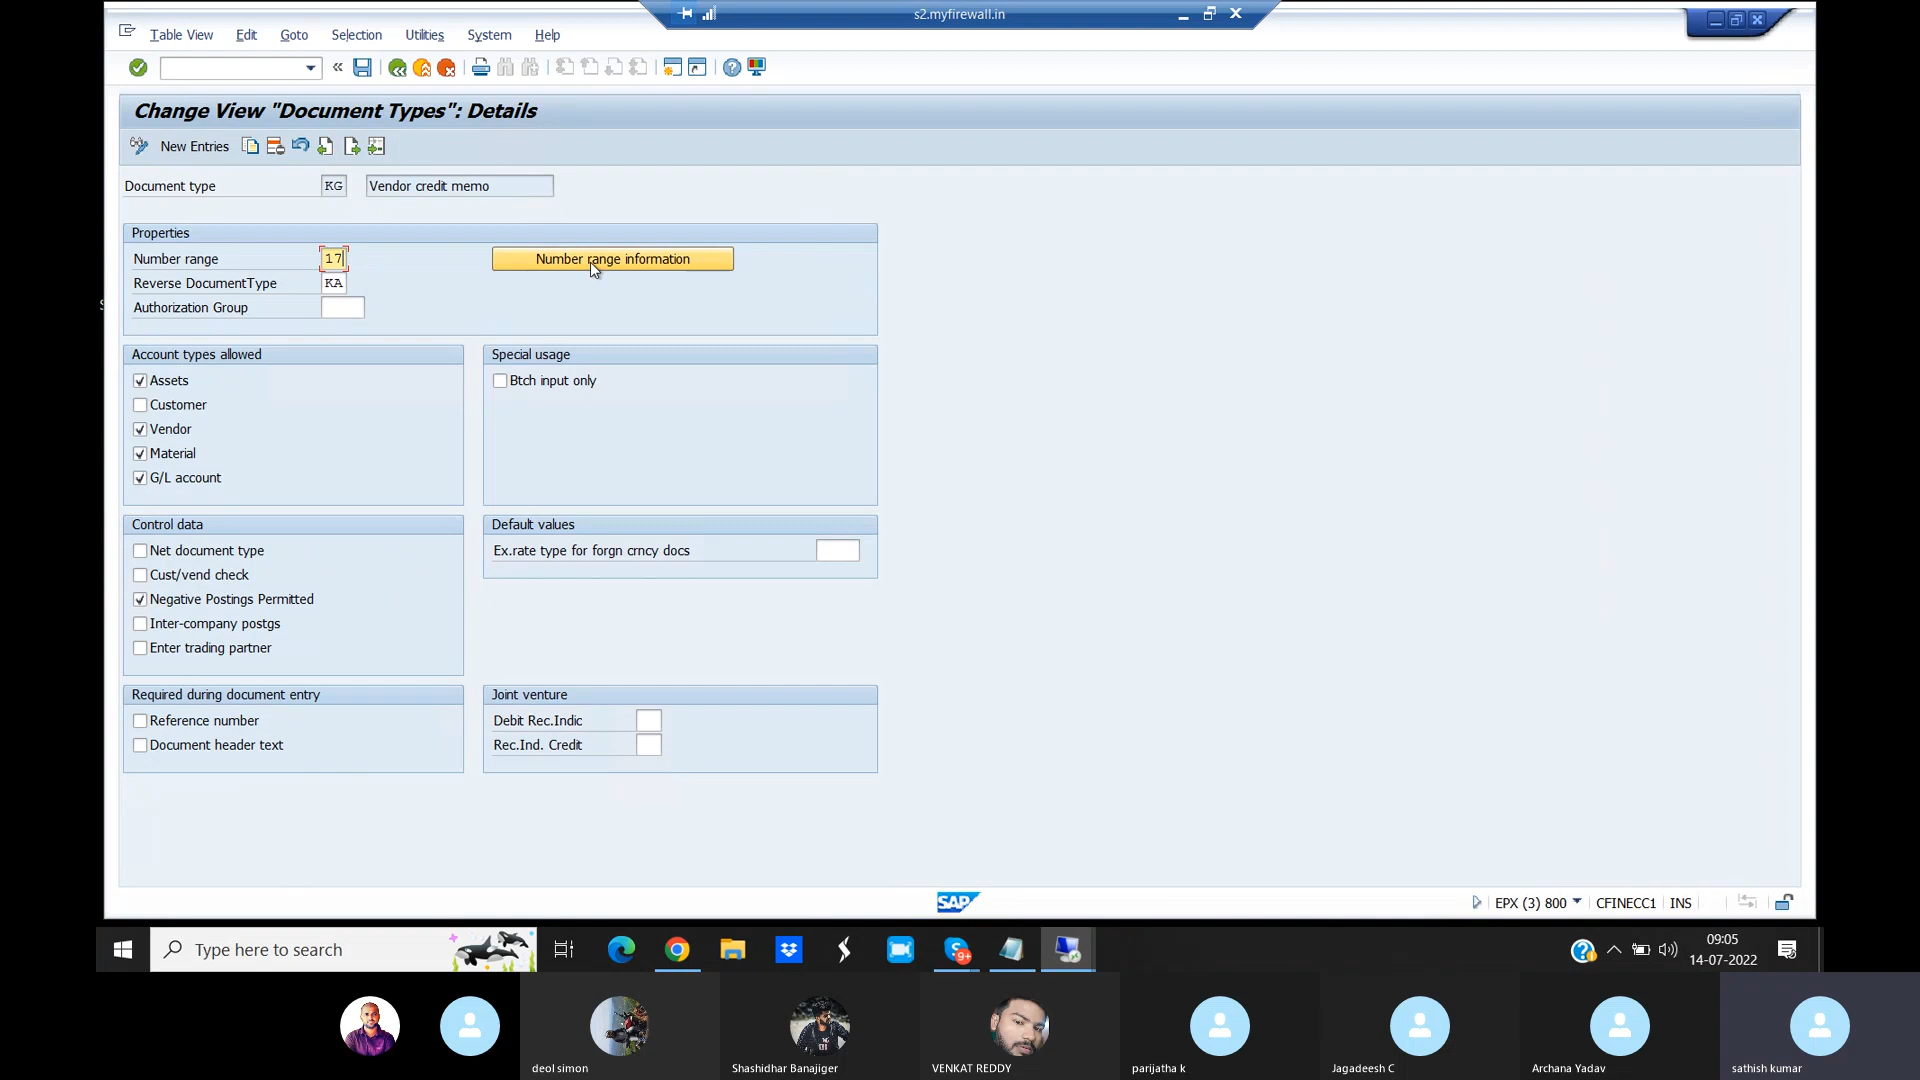 s2.myfirewall.in
Table View Edit Goto Selection Utilities System Help
Change View "Document Types": Details
New Entries
Document type KG Vendor credit memo
Properties
Number range 17 Number range information
Reverse DocumentType KA
Authorization Group
Account types allowed Special usage
Assets Btch input only
Customer
Vendor
Material
G/L account
Control data Default values
Net document type Ex.rate type for forgn crncy docs
Cust/vend check
Negative Postings Permitted
Inter-company postgs
Enter trading partner
Required during document entry Joint venture
Reference number Debit Rec.Indic
Document header text Rec.Ind. Credit
SAP EPX (3) 800 CFINECC1 INS
Type here to search 9+ 09:05
14-07-2022
deol simon Shashidhar Banajiger VENKAT REDDY parijatha k Jagadeesh C Archana Yadav sathish kumar